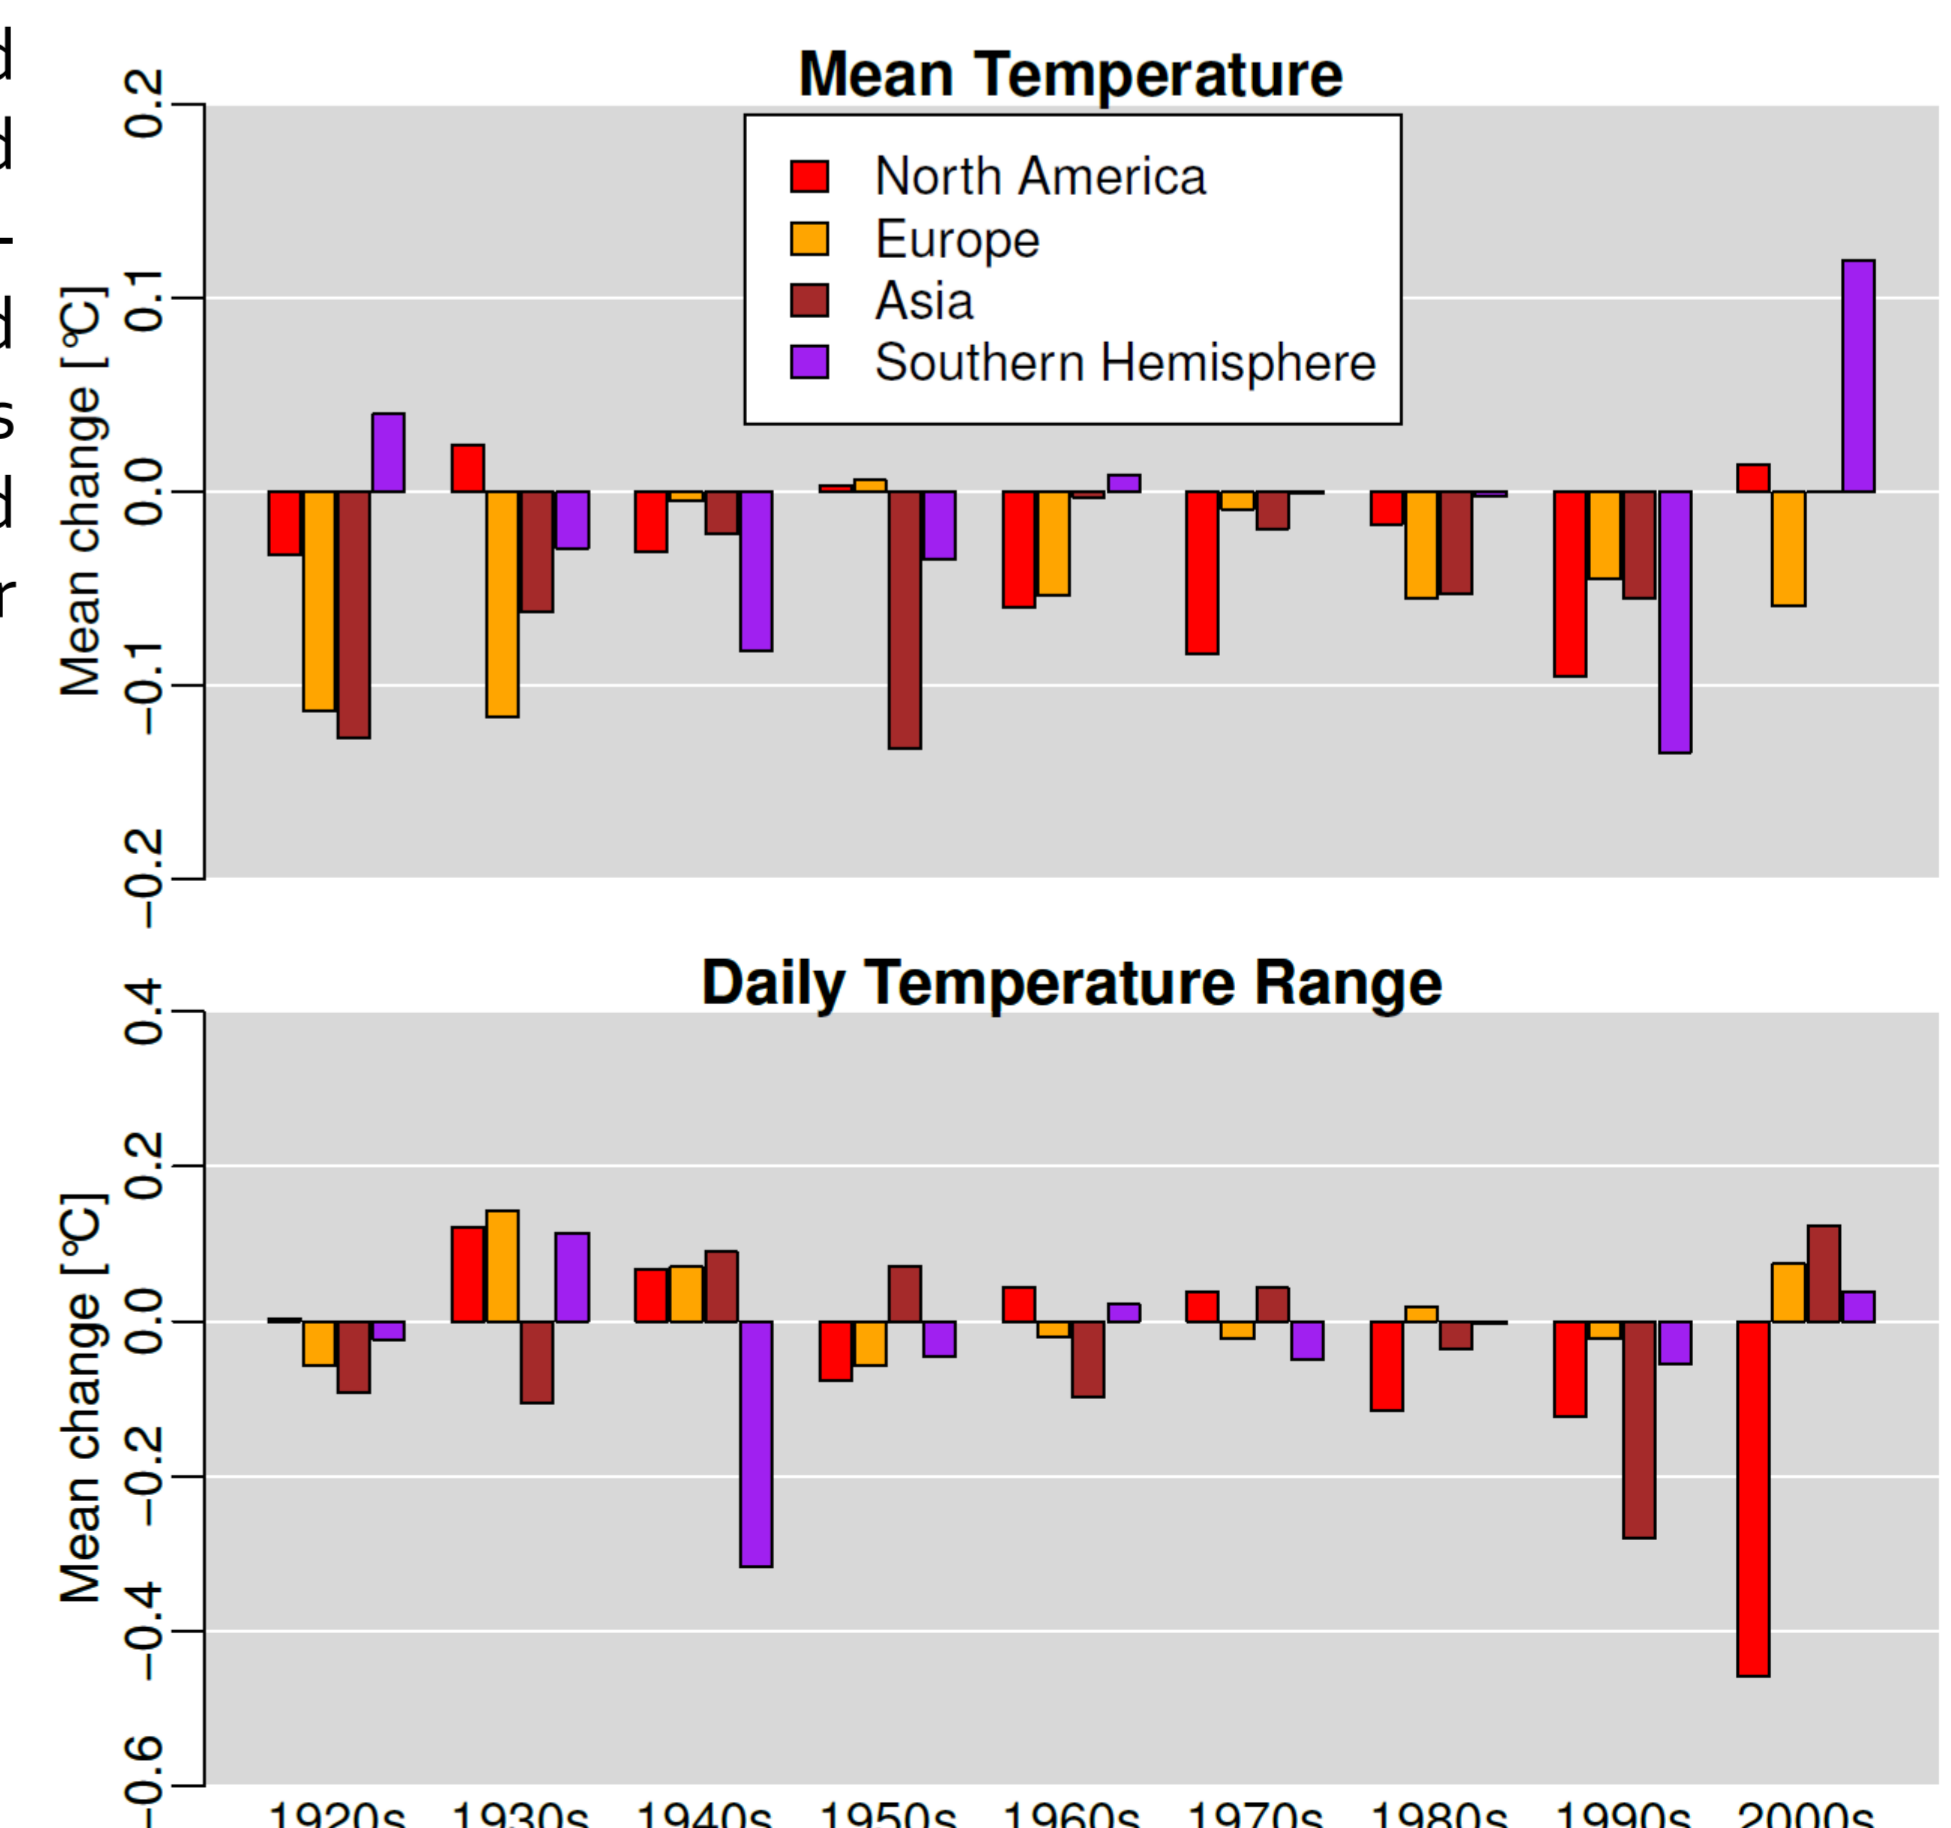 d
d
-
d
s
d
r
Mean Temperature
North America
Europe
Asia
Southern Hemisphere
Mean change [°C]
0.2
0.1
0.0
−0.1
−0.2
Daily Temperature Range
Mean change [°C]
0.4
0.2
0.0
−0.2
−0.4
−0.6
1920s 1930s 1940s 1950s 1960s 1970s 1980s 1990s 2000s